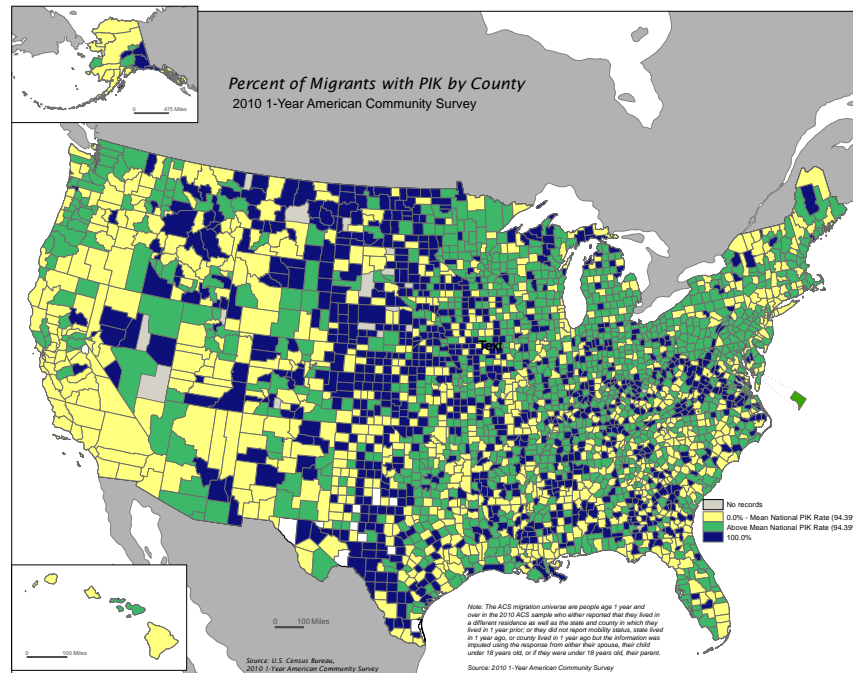 475 Miles
0
Percent of Migrants with PIK by County
2010 1-Year American Community Survey
Text
No records
0.0% - Mean National PIK Rate (94.39%
Above Mean National PIK Rate (94.39%
100.0%
0 100 Miles
0 100 Miles
Note: The ACS migration universe are people age 1 year and
over in the 2010 ACS sample who either reported that they lived in
a different residence as well as the state and county in which they
lived in 1 year prior; or they did not report mobility status, state lived
in 1 year ago, or county lived in 1 year ago but the information was
imputed using the response from either their spouse, their child
under 18 years old, or if they were under 18 years old, their parent.
Source: 2010 1-Year American Community Survey
Source: U.S. Census Bureau,
2010 1-Year American Community Survey